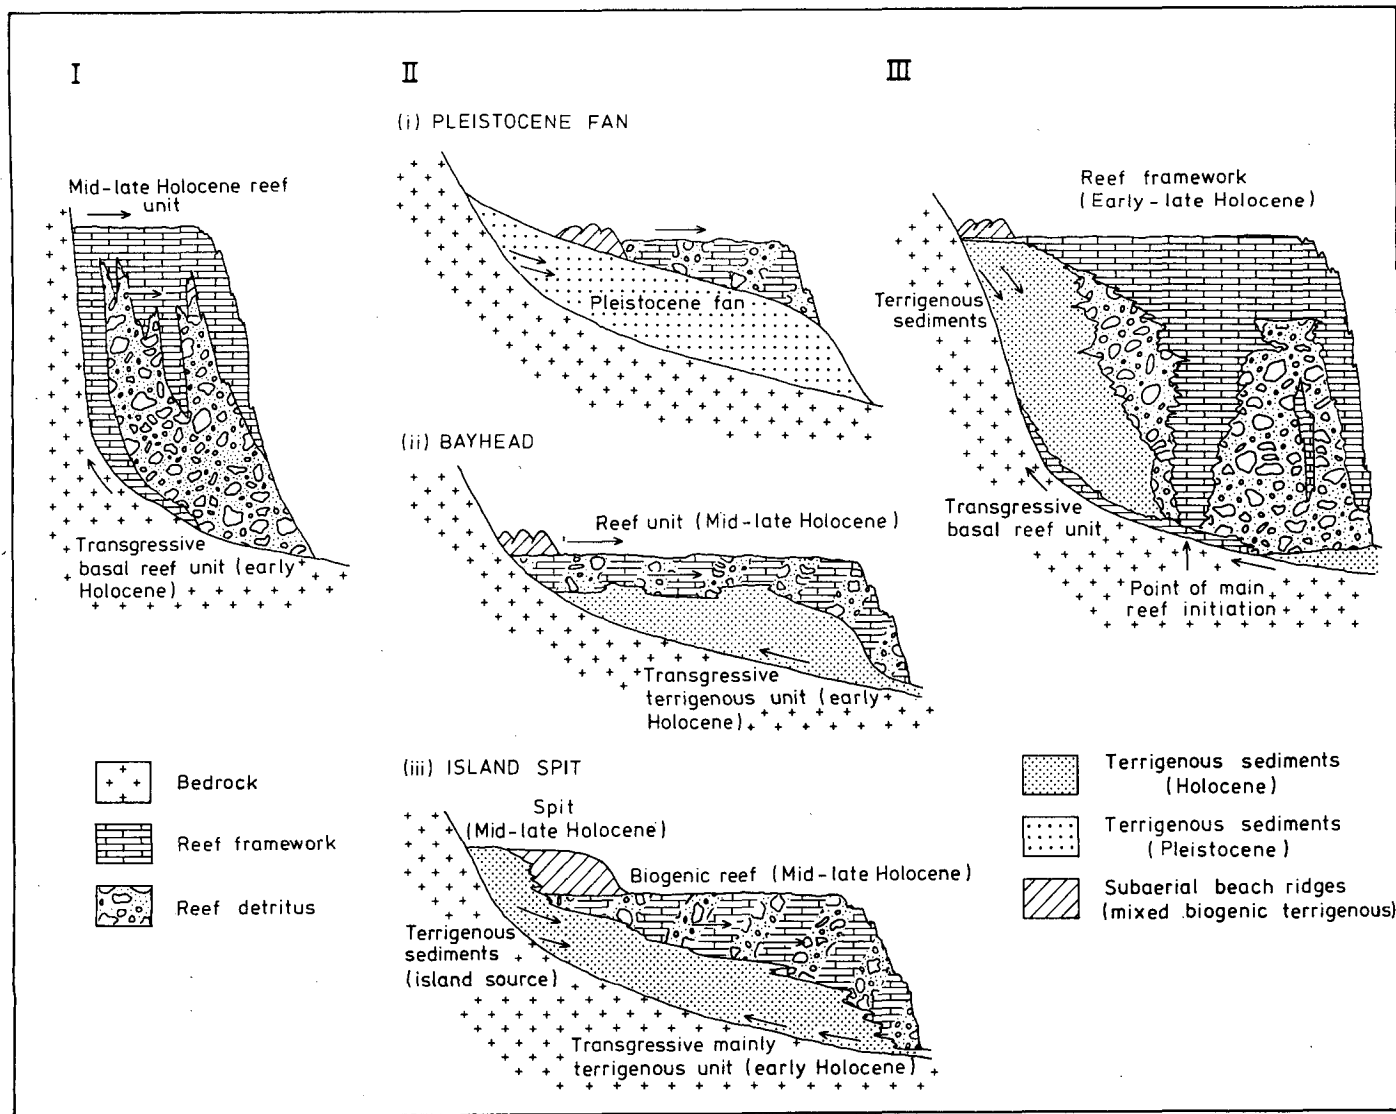 I
Mid-late Holocene reef
unit
Transgressive
basal reef unit (early
Holocene)
II
(i) PLEISTOCENE FAN
Pleistocene fan
(ii) BAYHEAD
Reef unit (Mid-late Holocene)
Transgressive
terrigenous unit (early
Holocene)
(iii) ISLAND SPIT
Spit
(Mid-late Holocene)
Biogenic reef (Mid-late Holocene)
Terrigenous
sediments
(island source)
Transgressive mainly
terrigenous unit (early Holocene)
III
Reef framework
(Early-late Holocene)
Terrigenous
sediments
Transgressive
basal reef unit
Point of main
reef initiation
Bedrock
Reef framework
Reef detritus
Terrigenous sediments
(Holocene)
Terrigenous sediments
(Pleistocene)
Subaerial beach ridges
(mixed biogenic terrigenous)